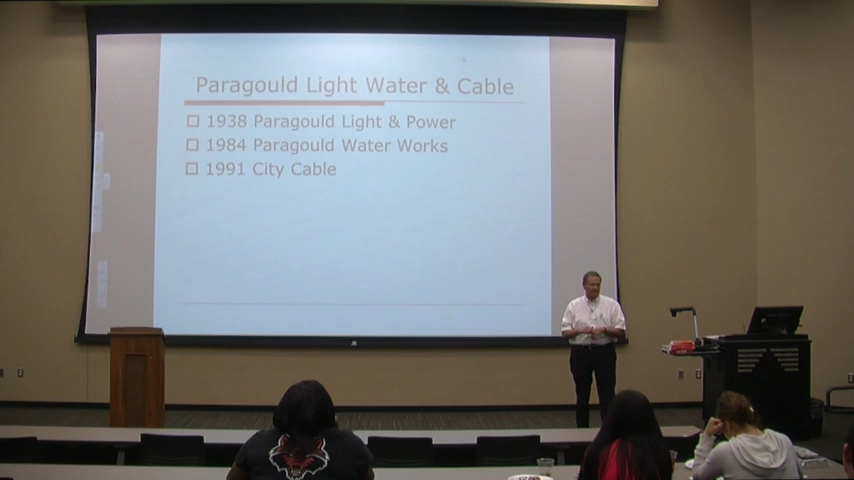 Paragould Light Water & Cable
1938 Paragould Light & Power
1984 Paragould Water Works
1991 City Cable